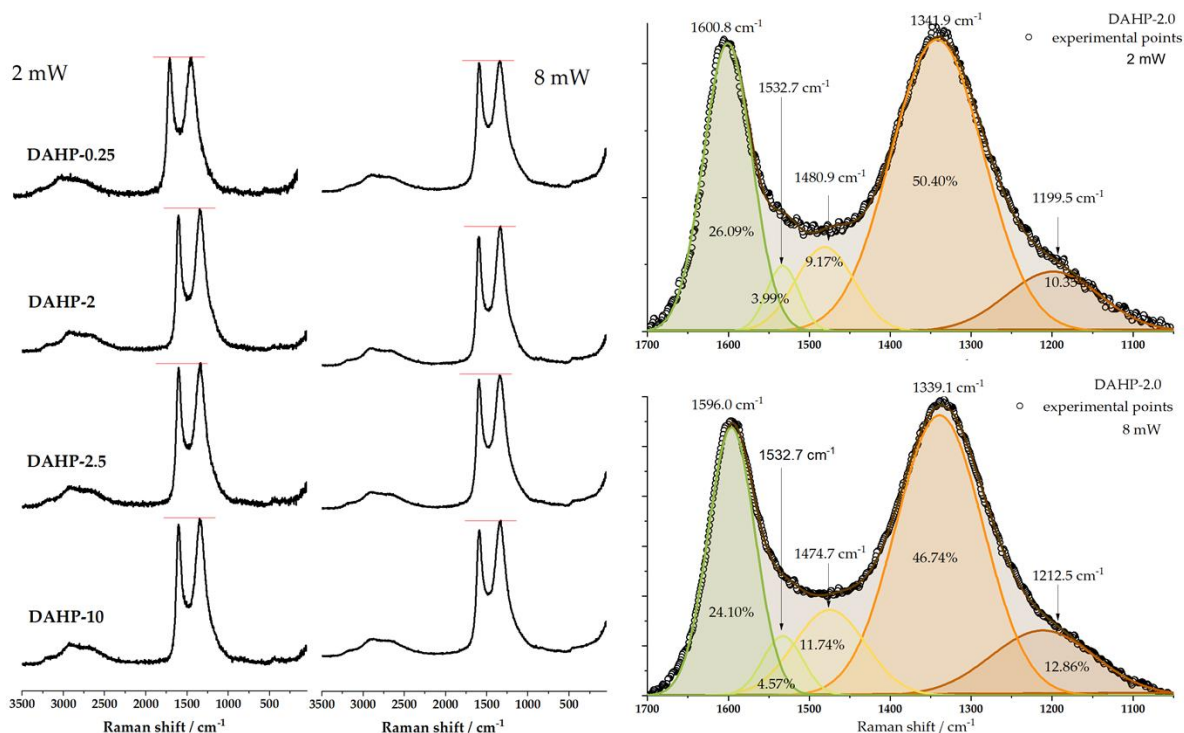 2 mW
8 mW
DAHP-0.25
DAHP-2
DAHP-2.5
DAHP-10
3500 3000 2500 2000 1500 1000 500
Raman shift / cm-1
3500 3000 2500 2000 1500 1000 500
Raman shift / cm-1
DAHP-2.0
experimental points
2 mW
1600.8 cm-1
1532.7 cm-1
1480.9 cm-1
1341.9 cm-1
1199.5 cm-1
26.09%
3.99%
9.17%
50.40%
10.35
1700 1600 1500 1400 1300 1200 1100
DAHP-2.0
experimental points
8 mW
1596.0 cm-1
1532.7 cm-1
1474.7 cm-1
1339.1 cm-1
1212.5 cm-1
24.10%
4.57%
11.74%
46.74%
12.86%
1700 1600 1500 1400 1300 1200 1100
Raman shift / cm-1